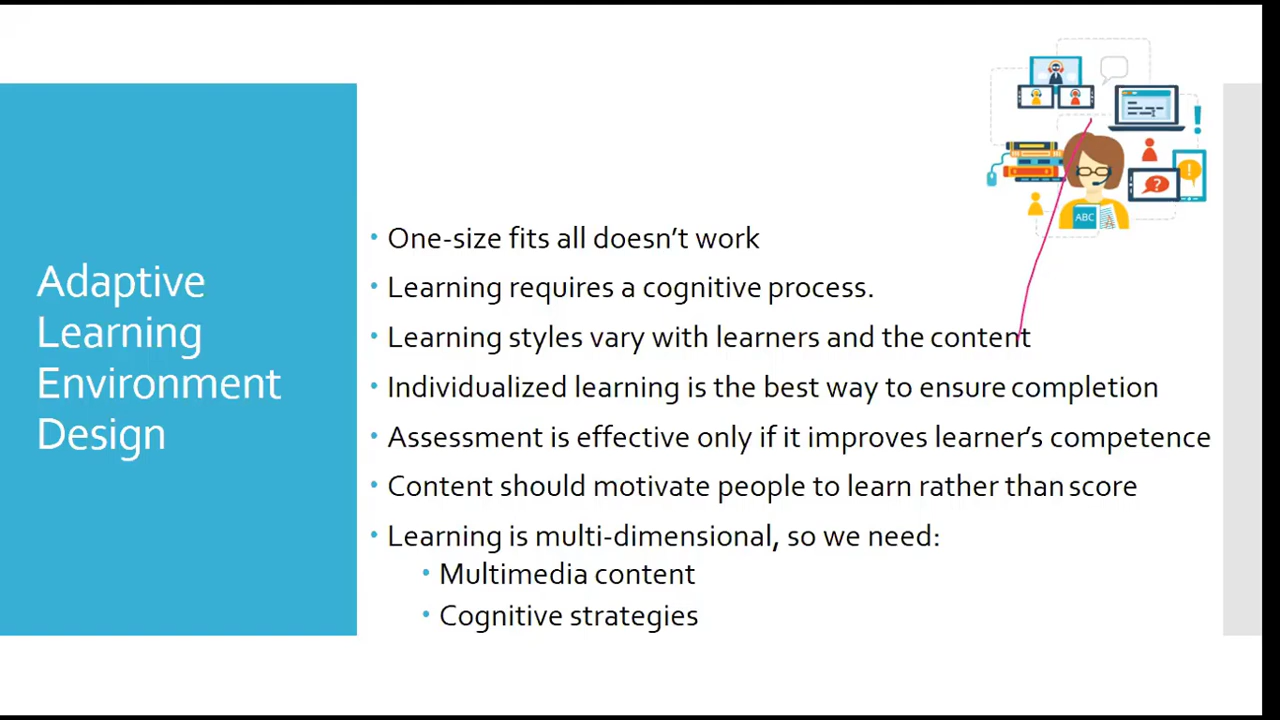 Adaptive
Learning
Environment
Design
ABC
• One-size fits all doesn't work
• Learning requires a cognitive process.
• Learning styles vary with learners and the content
• Individualized learning is the best way to ensure completion
• Assessment is effective only if it improves learner's competence
• Content should motivate people to learn rather than score
• Learning is multi-dimensional, so we need:
• Multimedia content
• Cognitive strategies